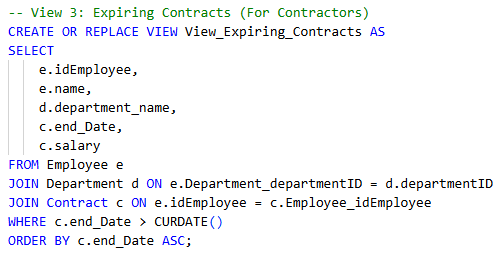 -- View 3: Expiring Contracts (For Contractors)
CREATE OR REPLACE VIEW View_Expiring_Contracts AS
SELECT
    e.idEmployee,
    e.name,
    d.department_name,
    c.end_Date,
    c.salary
FROM Employee e
JOIN Department d ON e.Department_departmentID = d.departmentID
JOIN Contract c ON e.idEmployee = c.Employee_idEmployee
WHERE c.end_Date > CURDATE()
ORDER BY c.end_Date ASC;